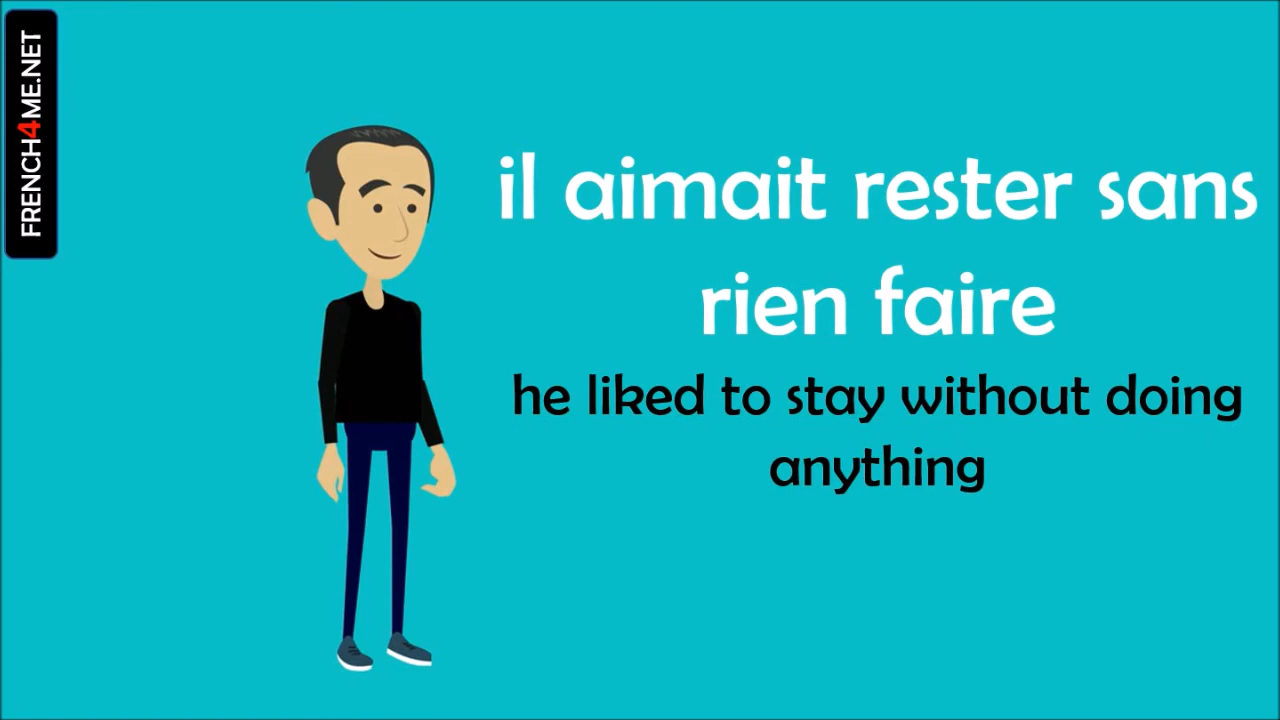 FRENCH4ME.NET
il aimait rester sans
rien faire
he liked to stay without doing
anything